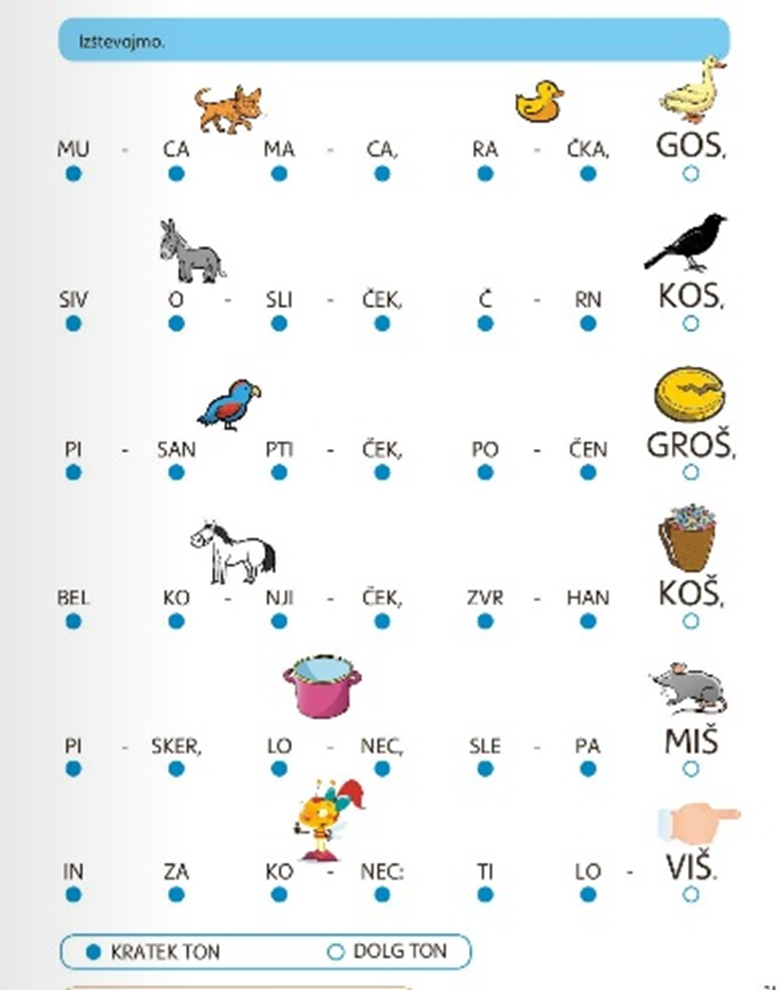 Izštevajmo.
MU - CA MA - CA, RA - ČKA, GOS,
SIV O - SLI - ČEK, Č - RN KOS,
PI - SAN PTI - ČEK, PO - ČEN GROŠ,
BEL KO - NJI - ČEK, ZVR - HAN KOŠ,
PI - SKER, LO - NEC, SLE - PA MIŠ
IN ZA KO - NEC: TI LO - VIŠ.
KRATEK TON DOLG TON